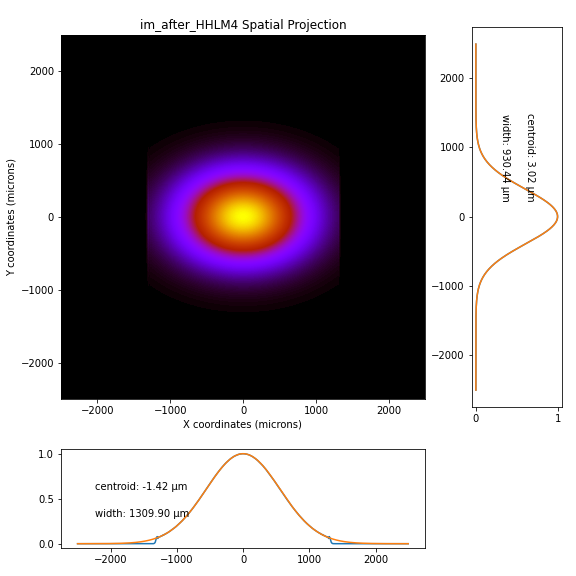 im_after_HHLM4 Spatial Projection
2000
1000
0
−1000
−2000
Y coordinates (microns)
−2000 −1000 0 1000 2000
X coordinates (microns)
2000
1000
0
−1000
−2000
0 1
centroid: 3.02 µm
width: 930.44 µm
1.0
0.5
0.0
centroid: -1.42 µm
width: 1309.90 µm
−2000 −1000 0 1000 2000